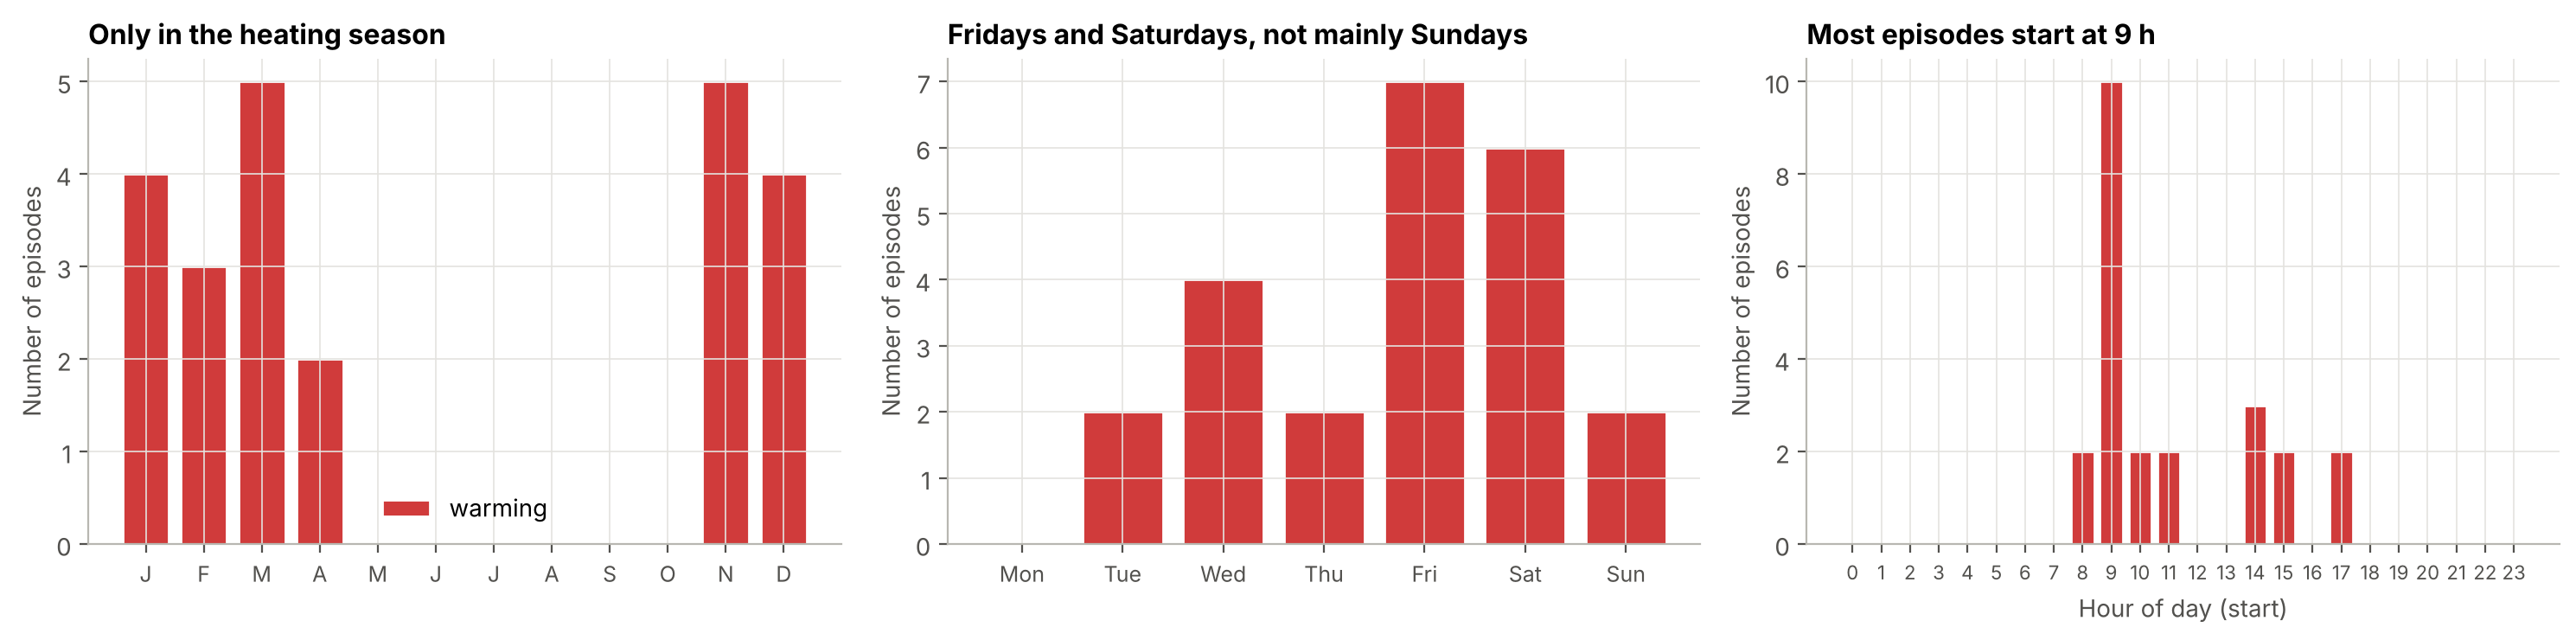 Only in the heating season
Number of episodes
5
4
3
2
1
0
warming
J F M A M J J A S O N D
Fridays and Saturdays, not mainly Sundays
Number of episodes
7
6
5
4
3
2
1
0
Mon Tue Wed Thu Fri Sat Sun
Most episodes start at 9 h
Number of episodes
10
8
6
4
2
0
0 1 2 3 4 5 6 7 8 9 10 11 12 13 14 15 16 17 18 19 20 21 22 23
Hour of day (start)